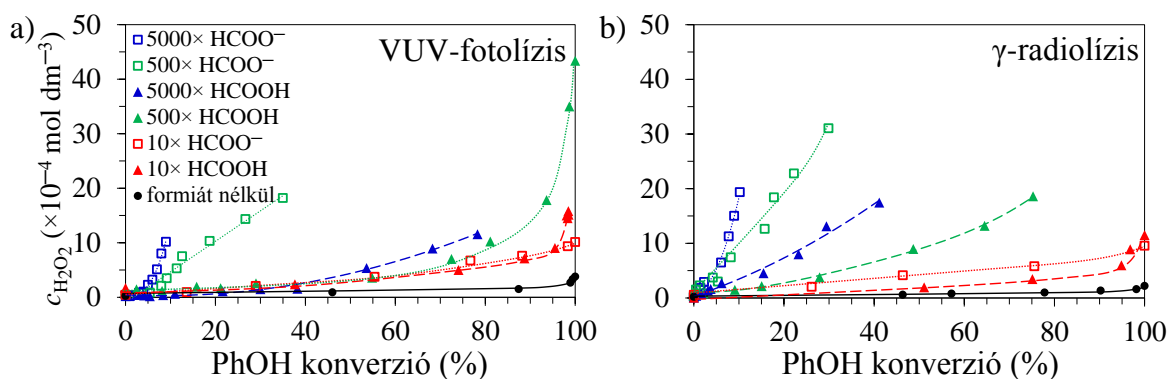 a)
VUV-fotolízis
c_{H₂O₂} (×10⁻⁴ mol dm⁻³)
50
40
30
20
10
0
5000× HCOO⁻
500× HCOO⁻
5000× HCOOH
500× HCOOH
10× HCOO⁻
10× HCOOH
formiát nélkül
0 20 40 60 80 100
PhOH konverzió (%)
b)
γ-radiolízis
50
40
30
20
10
0
0 20 40 60 80 100
PhOH konverzió (%)